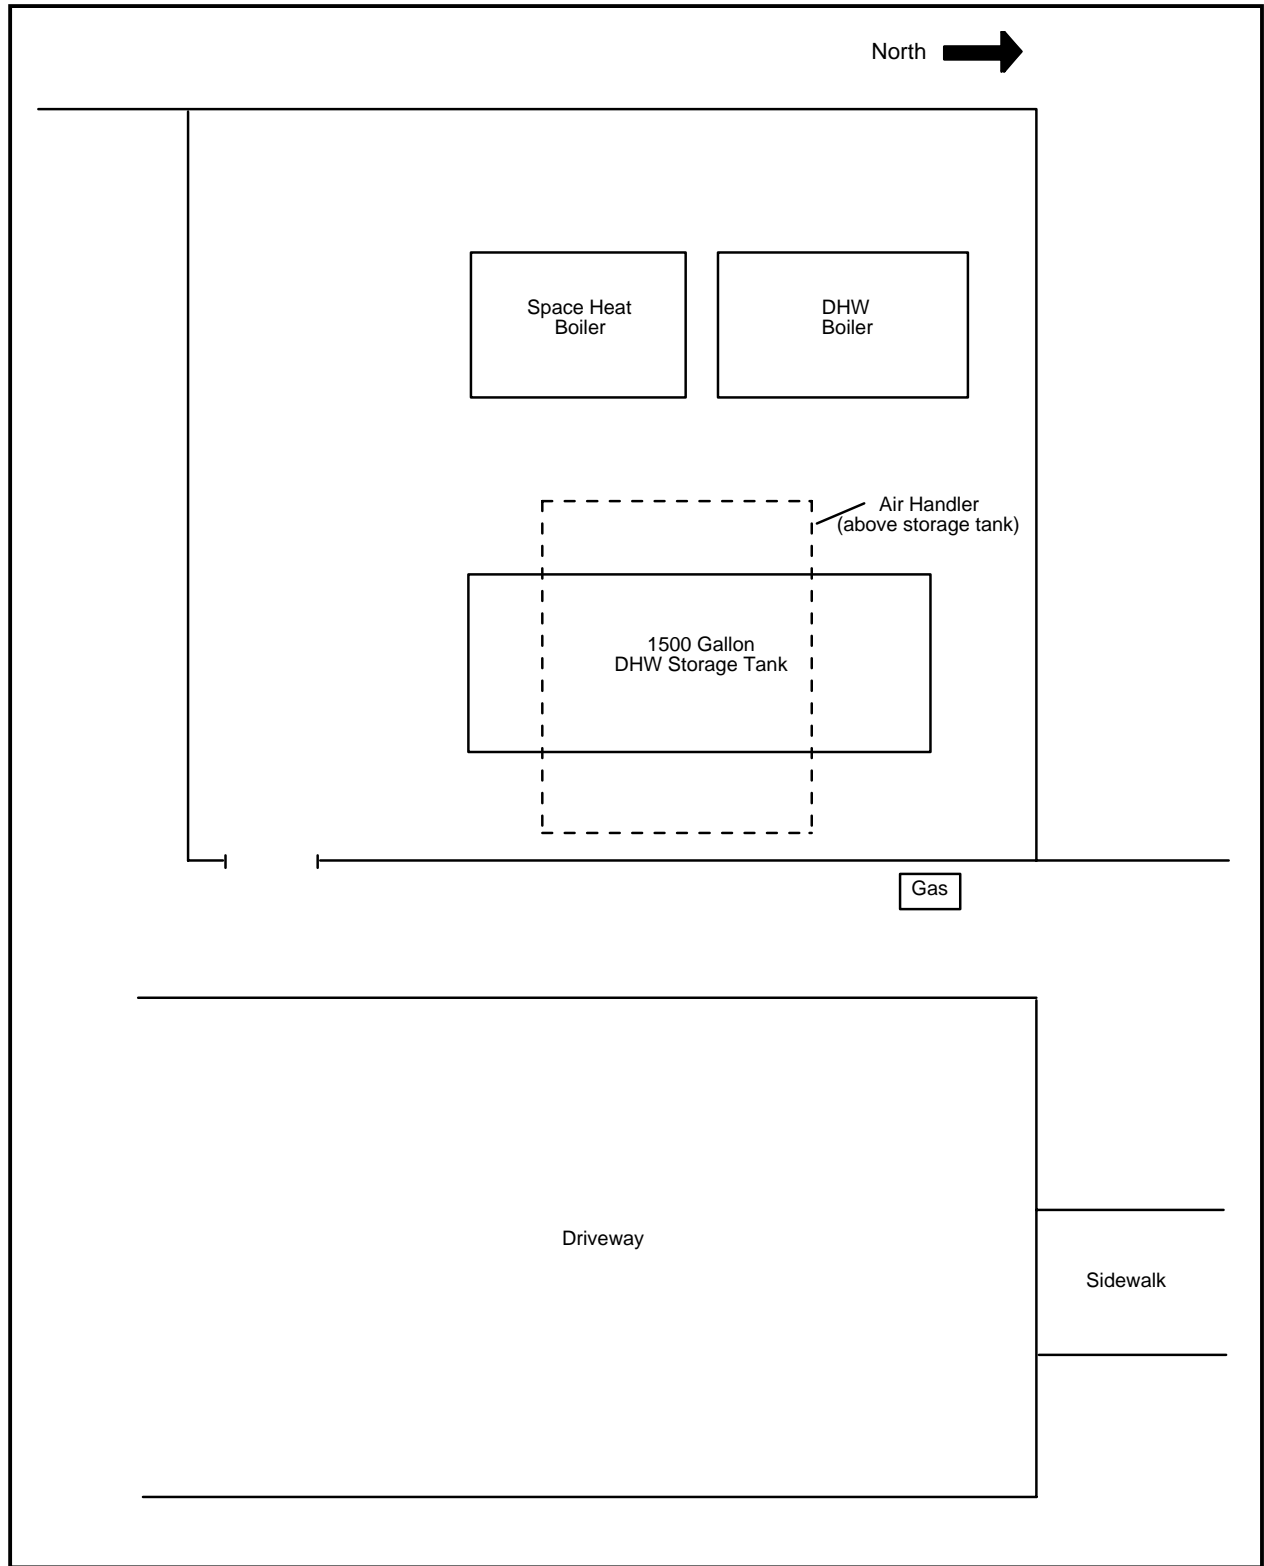 North
Space Heat
Boiler
DHW
Boiler
Air Handler
(above storage tank)
1500 Gallon
DHW Storage Tank
Gas
Driveway
Sidewalk